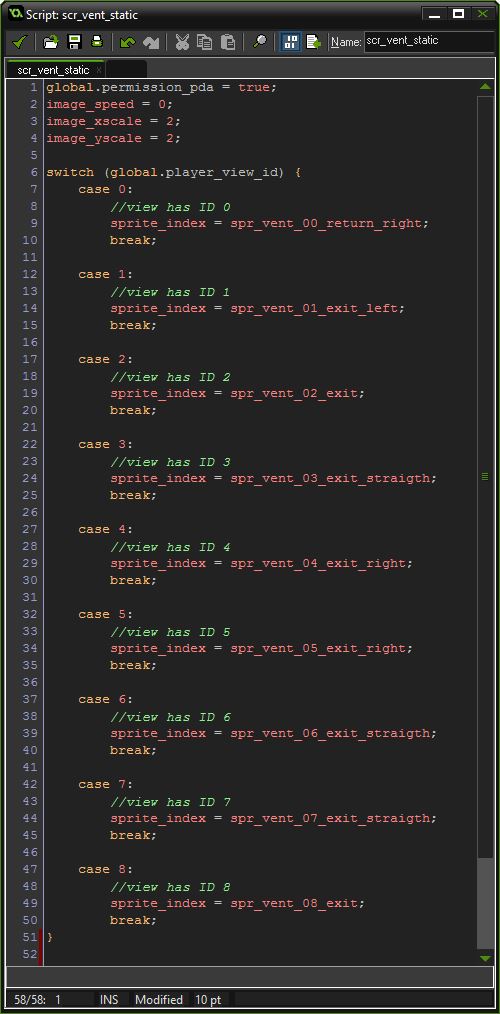 Script: scr_vent_static
Name: scr_vent_static
scr_vent_static
1 global.permission_pda = true;
2 image_speed = 0;
3 image_xscale = 2;
4 image_yscale = 2;
5
6 switch (global.player_view_id) {
7 case 0:
8 //view has ID 0
9 sprite_index = spr_vent_00_return_right;
10 break;
11
12 case 1:
13 //view has ID 1
14 sprite_index = spr_vent_01_exit_left;
15 break;
16
17 case 2:
18 //view has ID 2
19 sprite_index = spr_vent_02_exit;
20 break;
21
22 case 3:
23 //view has ID 3
24 sprite_index = spr_vent_03_exit_straigth;
25 break;
26
27 case 4:
28 //view has ID 4
29 sprite_index = spr_vent_04_exit_right;
30 break;
31
32 case 5:
33 //view has ID 5
34 sprite_index = spr_vent_05_exit_right;
35 break;
36
37 case 6:
38 //view has ID 6
39 sprite_index = spr_vent_06_exit_straigth;
40 break;
41
42 case 7:
43 //view has ID 7
44 sprite_index = spr_vent_07_exit_straigth;
45 break;
46
47 case 8:
48 //view has ID 8
49 sprite_index = spr_vent_08_exit;
50 break;
51 }
52
58/58: 1 INS Modified 10 pt